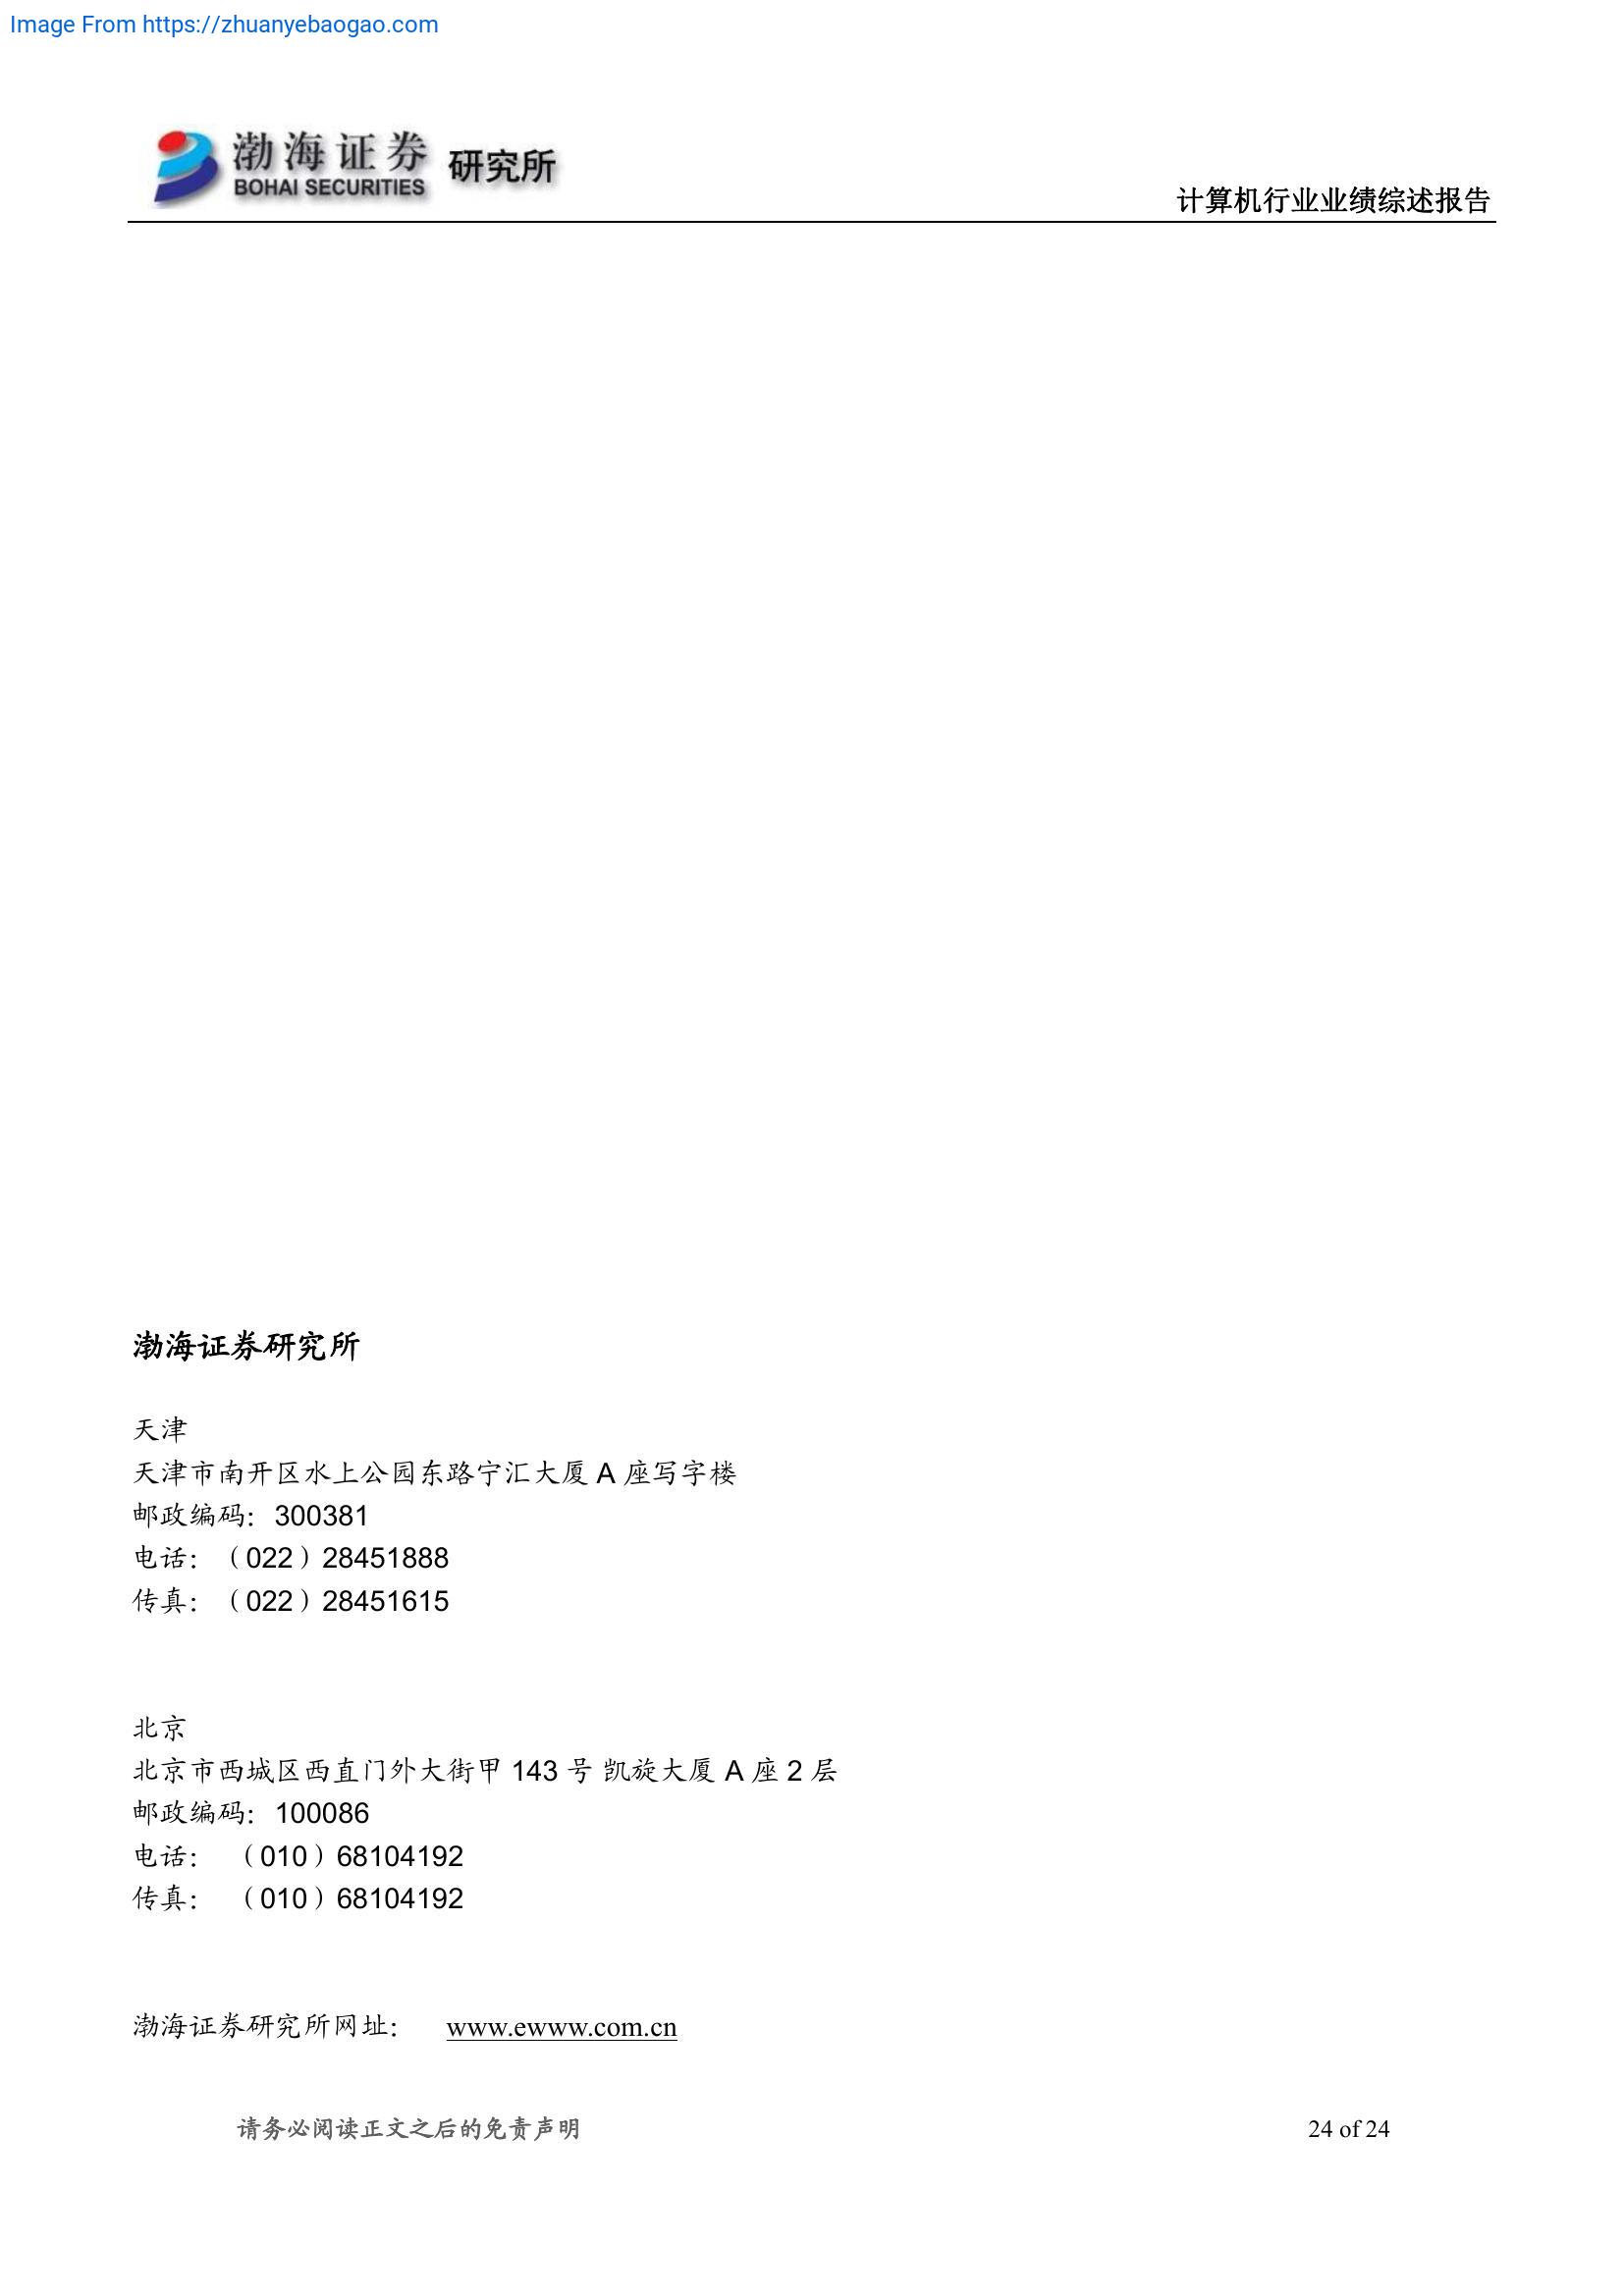 Image From https://zhuanyebaogao.com
渤海证券 研究所
BOHAI SECURITIES
计算机行业业绩综述报告
渤海证券研究所
天津
天津市南开区水上公园东路宁汇大厦 A 座写字楼
邮政编码：300381
电话：（022）28451888
传真：（022）28451615
北京
北京市西城区西直门外大街甲 143 号 凯旋大厦 A 座 2 层
邮政编码：100086
电话： （010）68104192
传真： （010）68104192
渤海证券研究所网址： www.ewww.com.cn
请务必阅读正文之后的免责声明 24 of 24